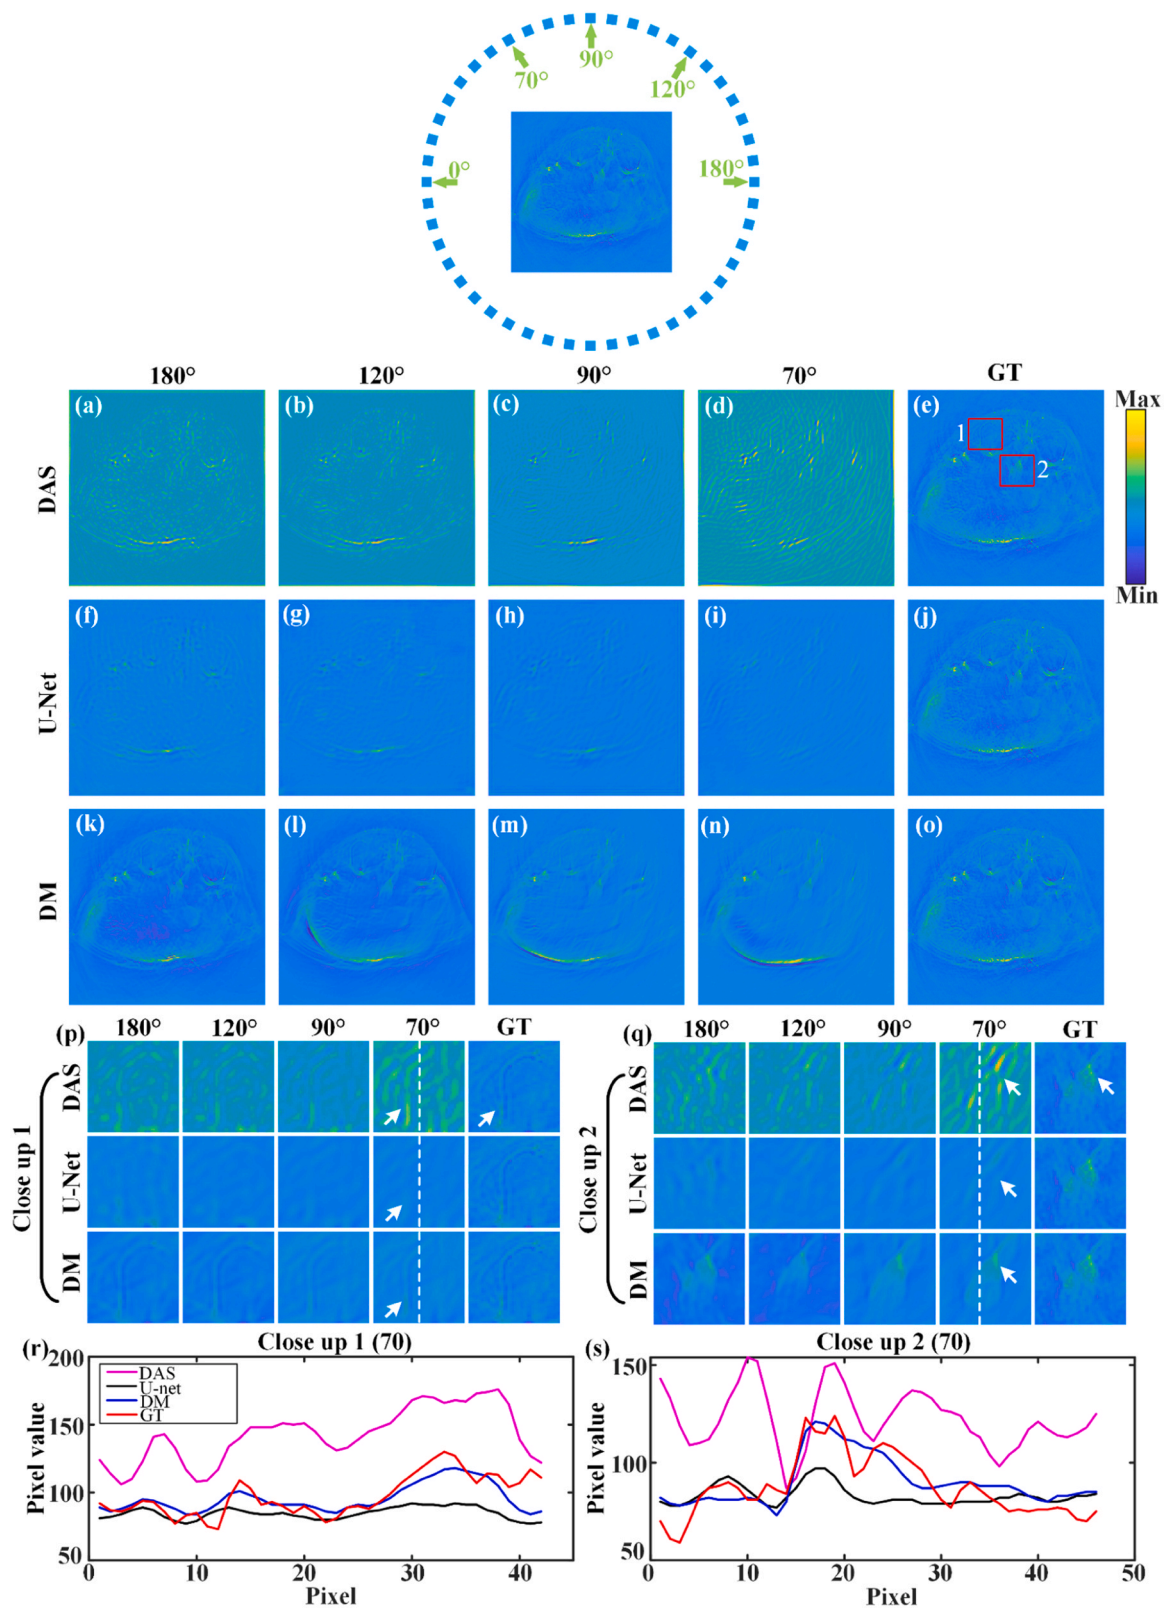 90°
70°
120°
0°
180°
180° 120° 90° 70° GT
Max
Min
DAS
(a) (b) (c) (d) (e)
1
2
U-Net
(f) (g) (h) (i) (j)
DM
(k) (l) (m) (n) (o)
(p) 180° 120° 90° 70° GT
Close up 1
DAS
U-Net
DM
(q) 180° 120° 90° 70° GT
Close up 2
DAS
U-Net
DM
(r) Close up 1 (70)
200
150
100
50
Pixel value
DAS
U-net
DM
GT
0 10 20 30 40
Pixel
(s) Close up 2 (70)
150
100
50
Pixel value
0 10 20 30 40 50
Pixel